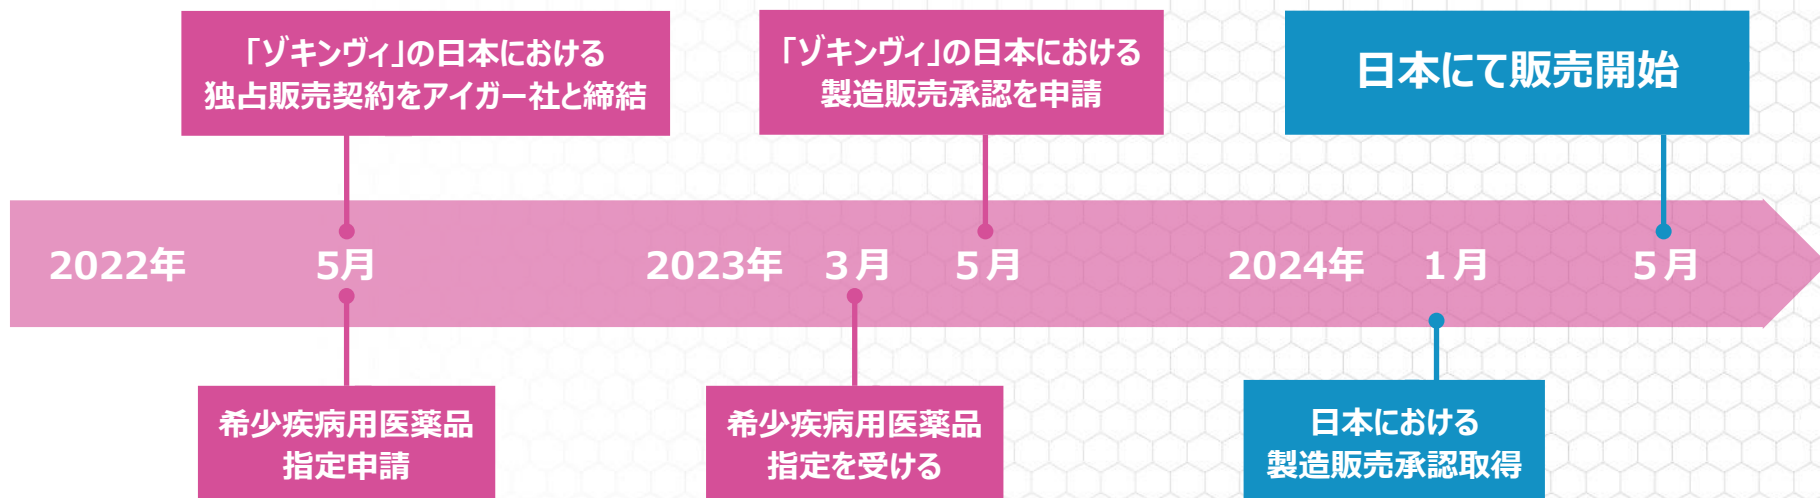 「ゾキンヴィ」の日本における
独占販売契約をアイガー社と締結
「ゾキンヴィ」の日本における
製造販売承認を申請
日本にて販売開始
2022年 5月 2023年 3月 5月 2024年 1月 5月
希少疾病用医薬品
指定申請
希少疾病用医薬品
指定を受ける
日本における
製造販売承認取得